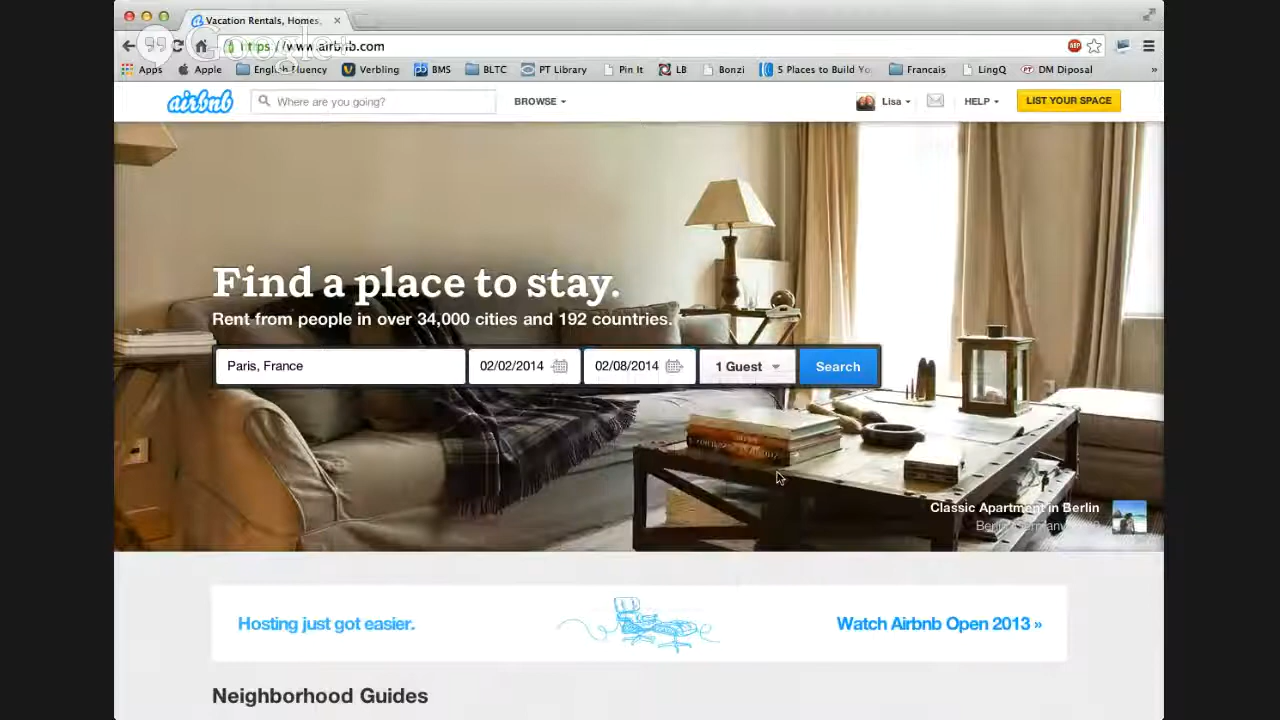 Vacation Rentals, Homes,
Google+
https://www.airbnb.com
ABP
Apps Apple English Fluency Verbling BMS BLTC PT Library Pin It LB Bonzi 5 Places to Build Yo Francais LingQ PT DM Diposal »
airbnb Where are you going? BROWSE Lisa HELP LIST YOUR SPACE
Find a place to stay.
Rent from people in over 34,000 cities and 192 countries.
Paris, France 02/02/2014 02/08/2014 1 Guest Search
Classic Apartment in Berlin
Hosting just got easier. Watch Airbnb Open 2013 »
Neighborhood Guides